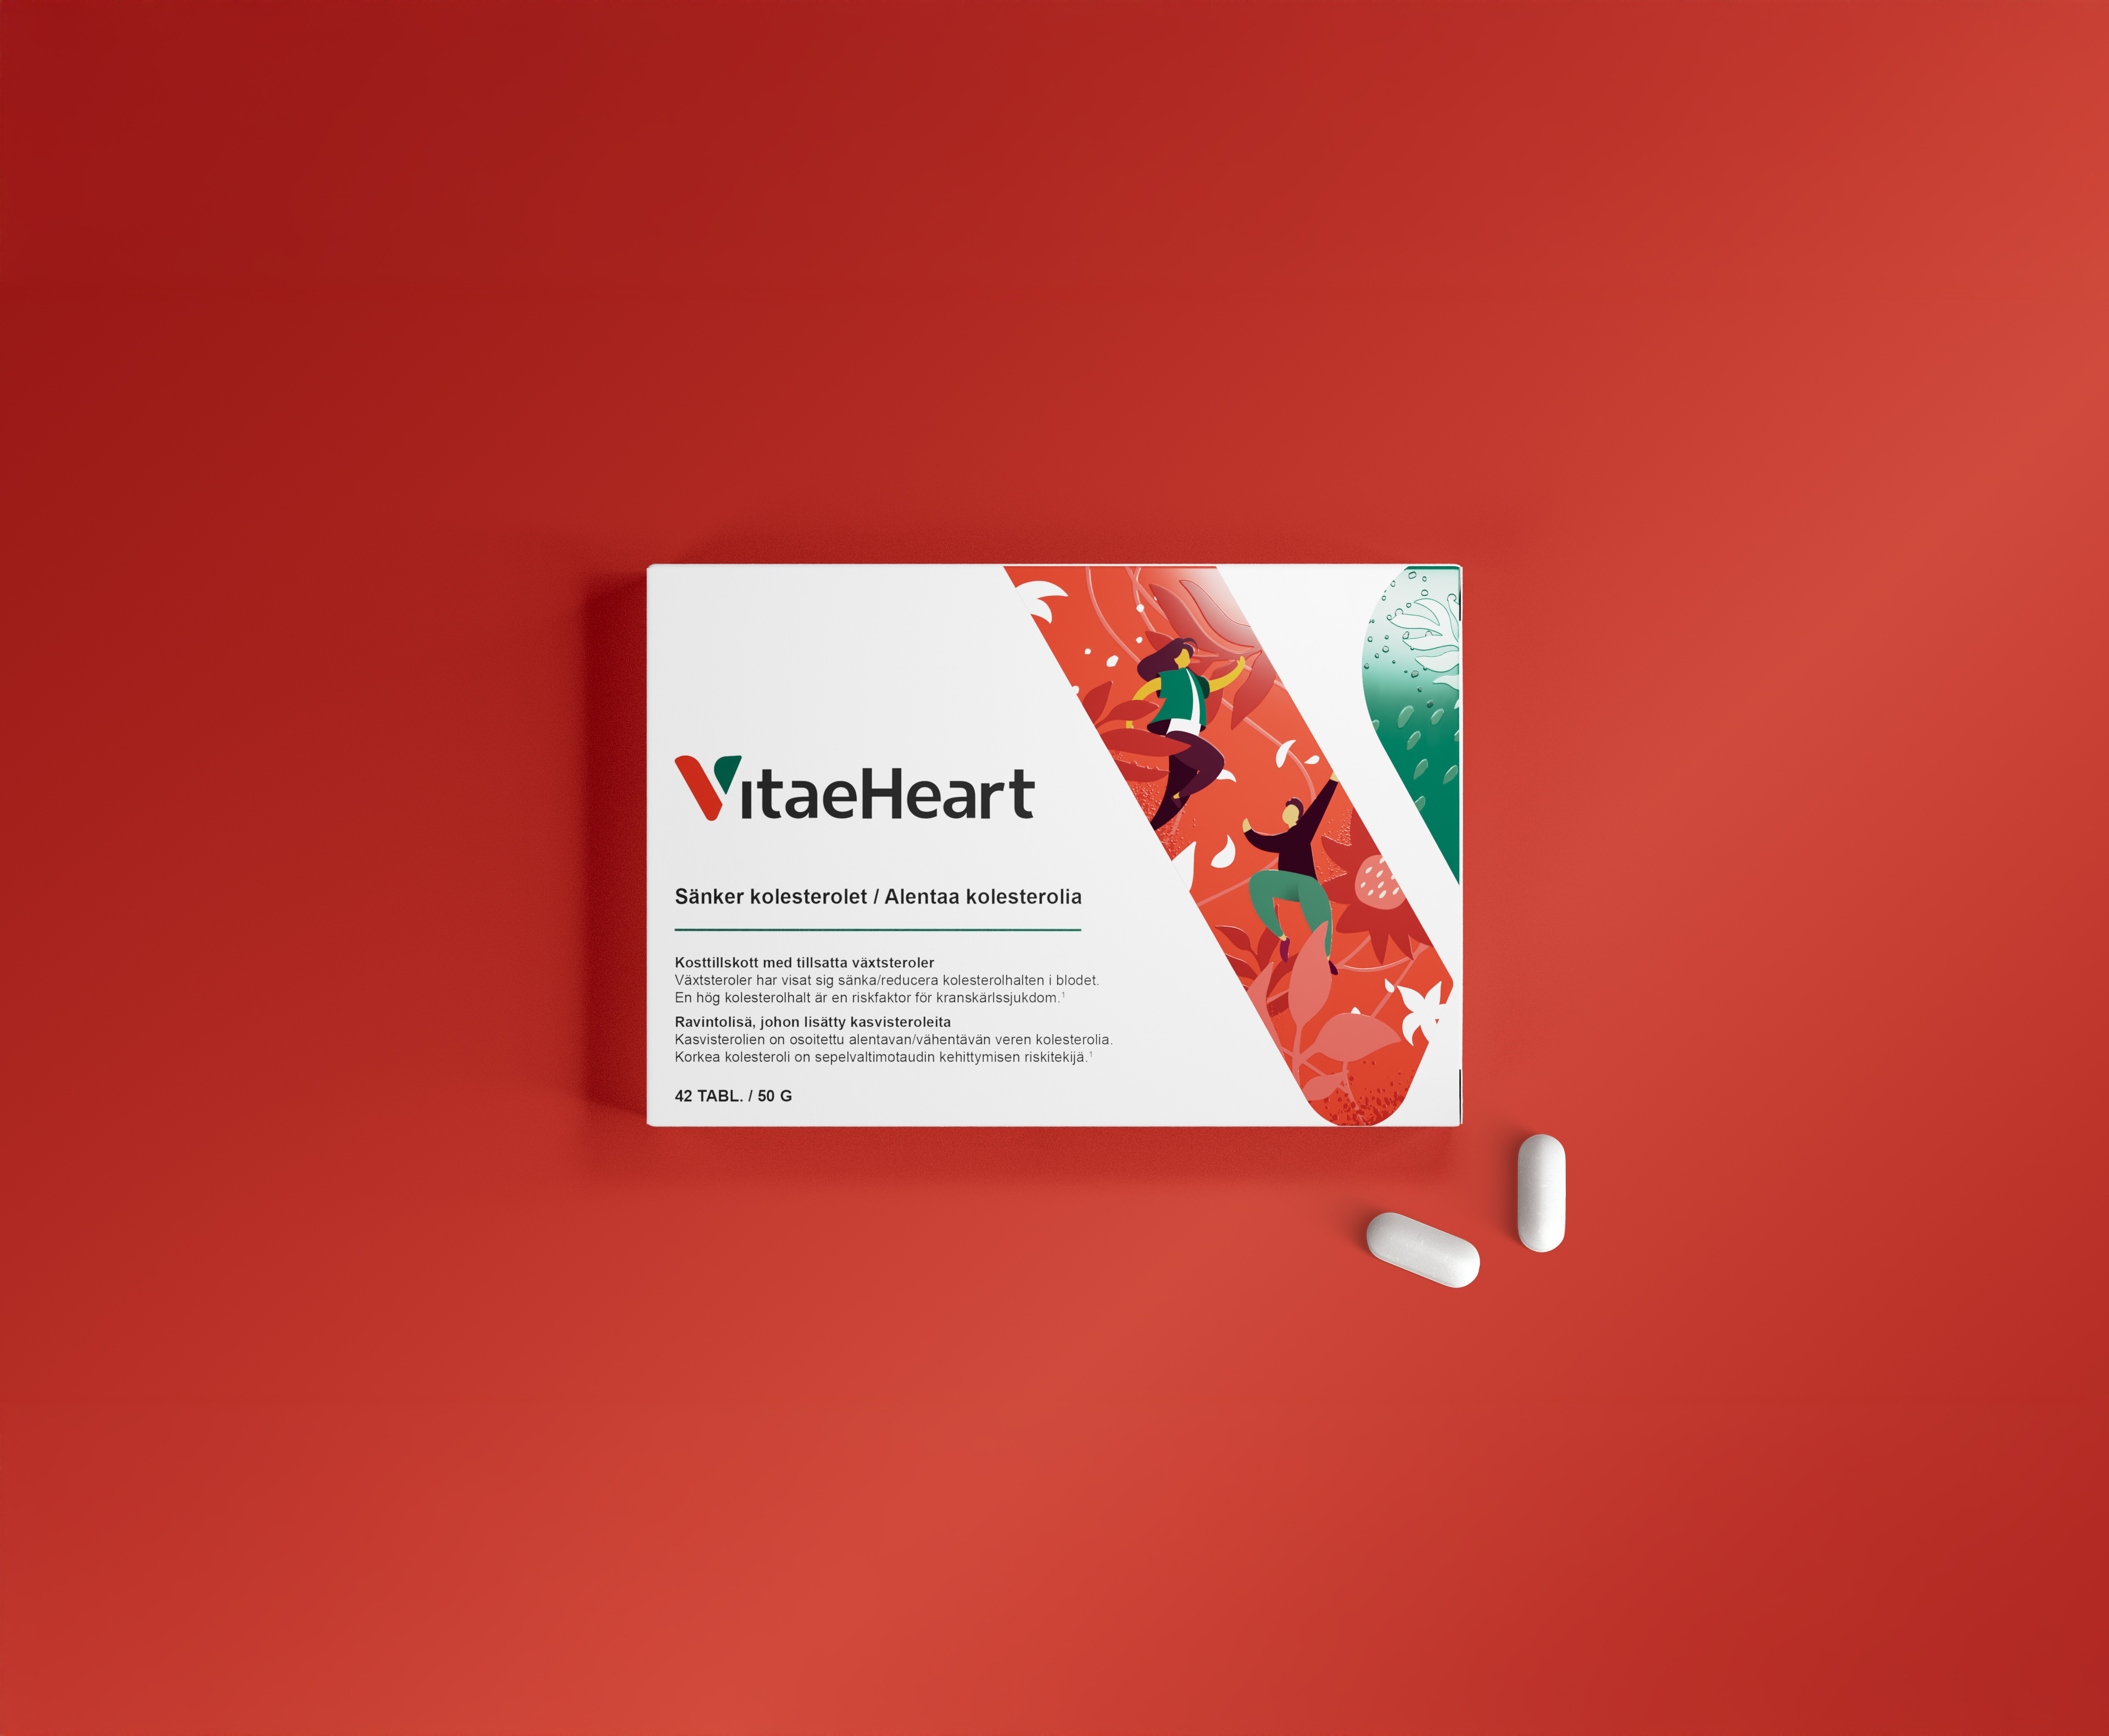 VitaeHeart
Sänker kolesterolet / Alentaa kolesterolia
Kosttillskott med tillsatta växtsteroler
Växtsteroler har visat sig sänka/reducera kolesterolhalten i blodet.
En hög kolesterolhalt är en riskfaktor för kranskärlssjukdom.¹
Ravintolisä, johon lisätty kasvisteroleita
Kasvisterolien on osoitettu alentavan/vähentävän veren kolesterolia.
Korkea kolesteroli on sepelvaltimotaudin kehittymisen riskitekijä.¹
42 TABL. / 50 G